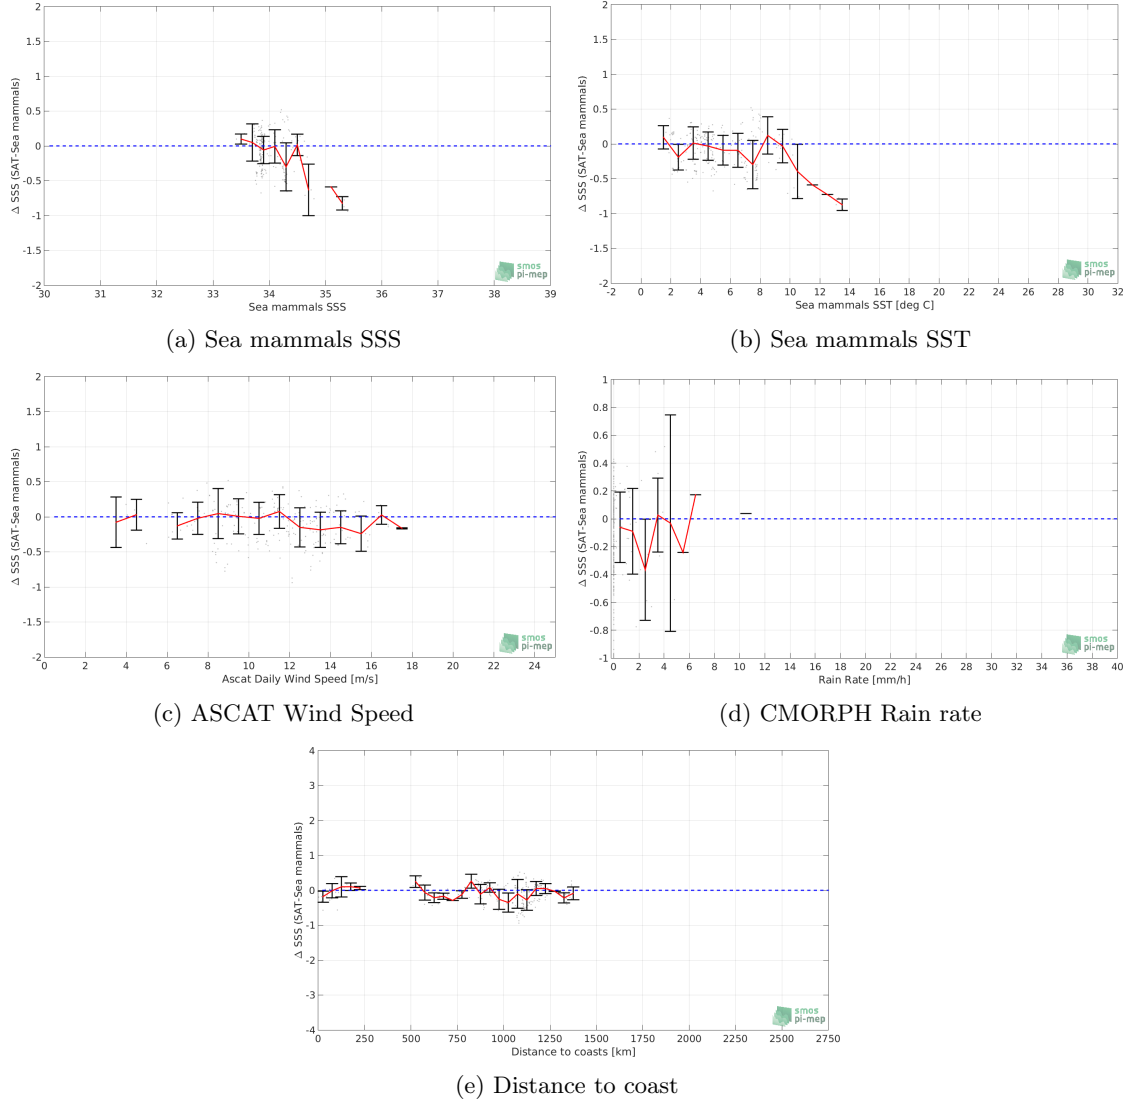 2
1.5
1
0.5
0
-0.5
-1
-1.5
-2
Δ SSS (SAT-Sea mammals)
30 31 32 33 34 35 36 37 38 39
Sea mammals SSS
smos
pi-mep
(a) Sea mammals SSS
2
1.5
1
0.5
0
-0.5
-1
-1.5
-2
Δ SSS (SAT-Sea mammals)
-2 0 2 4 6 8 10 12 14 16 18 20 22 24 26 28 30 32
Sea mammals SST [deg C]
smos
pi-mep
(b) Sea mammals SST
2
1.5
1
0.5
0
-0.5
-1
-1.5
-2
Δ SSS (SAT-Sea mammals)
0 2 4 6 8 10 12 14 16 18 20 22 24
Ascat Daily Wind Speed [m/s]
smos
pi-mep
(c) ASCAT Wind Speed
1
0.8
0.6
0.4
0.2
0
-0.2
-0.4
-0.6
-0.8
-1
Δ SSS (SAT-Sea mammals)
0 2 4 6 8 10 12 14 16 18 20 22 24 26 28 30 32 34 36 38 40
Rain Rate [mm/h]
smos
pi-mep
(d) CMORPH Rain rate
4
3
2
1
0
-1
-2
-3
-4
Δ SSS (SAT-Sea mammals)
0 250 500 750 1000 1250 1500 1750 2000 2250 2500 2750
Distance to coasts [km]
smos
pi-mep
(e) Distance to coast